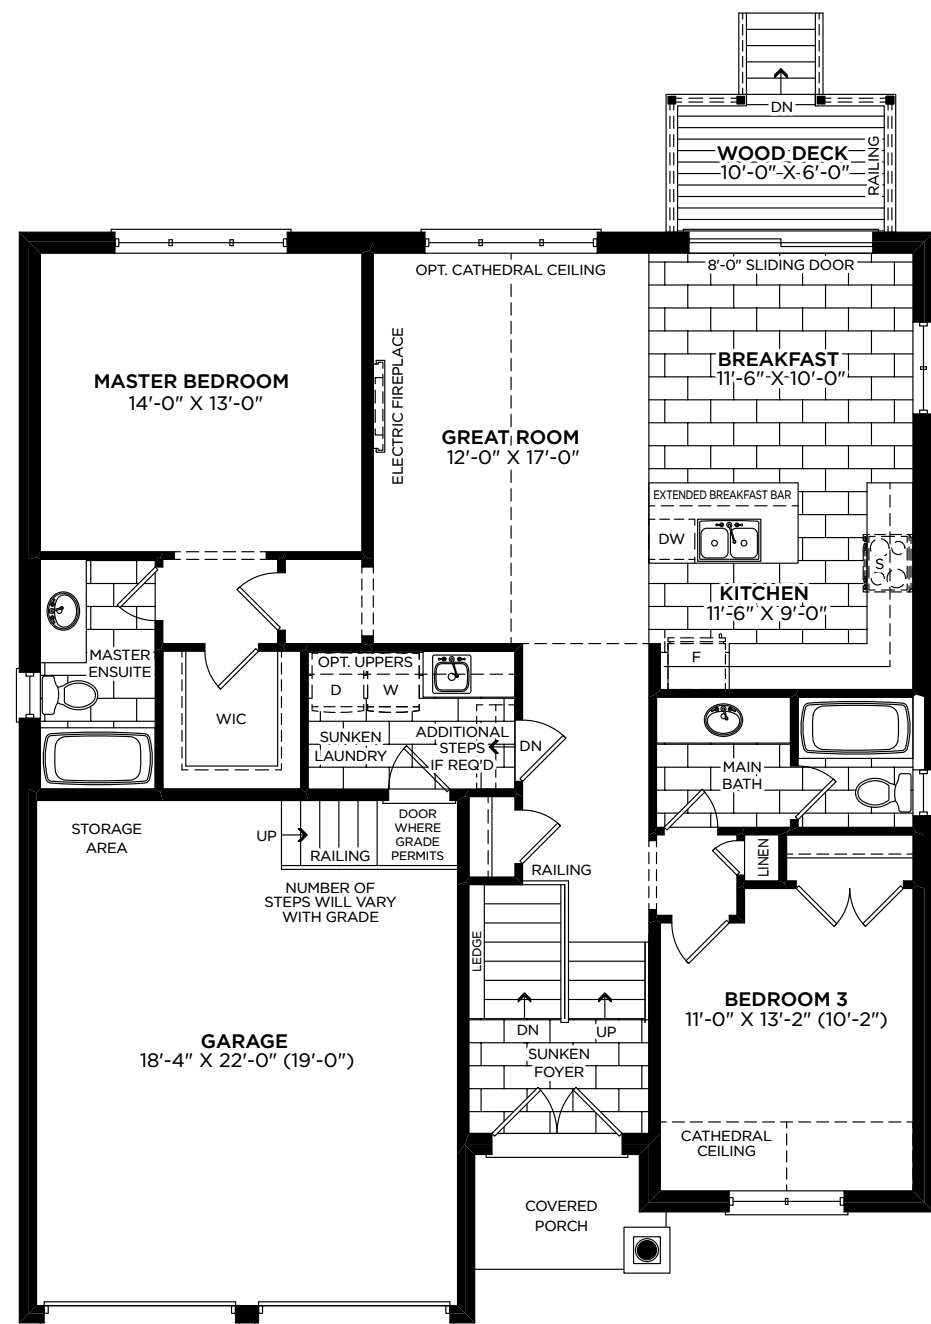 DN
WOOD DECK
10'-0" X 6'-0"
RAILING
OPT. CATHEDRAL CEILING
8'-0" SLIDING DOOR
MASTER BEDROOM
14'-0" X 13'-0"
ELECTRIC FIREPLACE
GREAT ROOM
12'-0" X 17'-0"
BREAKFAST
11'-6" X 10'-0"
EXTENDED BREAKFAST BAR
DW
S
KITCHEN
11'-6" X 9'-0"
F
MASTER
ENSUITE
WIC
OPT. UPPERS
D
W
SUNKEN
LAUNDRY
ADDITIONAL
STEPS
IF REQ'D
DN
MAIN
BATH
STORAGE
AREA
UP
RAILING
DOOR
WHERE
GRADE
PERMITS
NUMBER OF
STEPS WILL VARY
WITH GRADE
RAILING
LINEN
LEDGE
DN
UP
SUNKEN
FOYER
BEDROOM 3
11'-0" X 13'-2" (10'-2")
GARAGE
18'-4" X 22'-0" (19'-0")
CATHEDRAL
CEILING
COVERED
PORCH